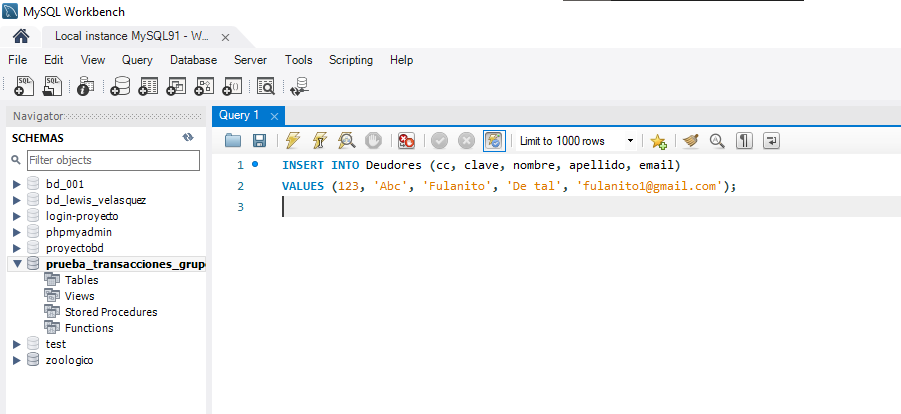 MySQL Workbench
Local instance MySQL91 - W...
File Edit View Query Database Server Tools Scripting Help
Navigator
SCHEMAS
Filter objects
bd_001
bd_lewis_velasquez
login-proyecto
phpmyadmin
proyectobd
prueba_transacciones_grup
Tables
Views
Stored Procedures
Functions
test
zoologico
Query 1
Limit to 1000 rows
1 INSERT INTO Deudores (cc, clave, nombre, apellido, email)
2 VALUES (123, 'Abc', 'Fulanito', 'De tal', 'fulanito1@gmail.com');
3